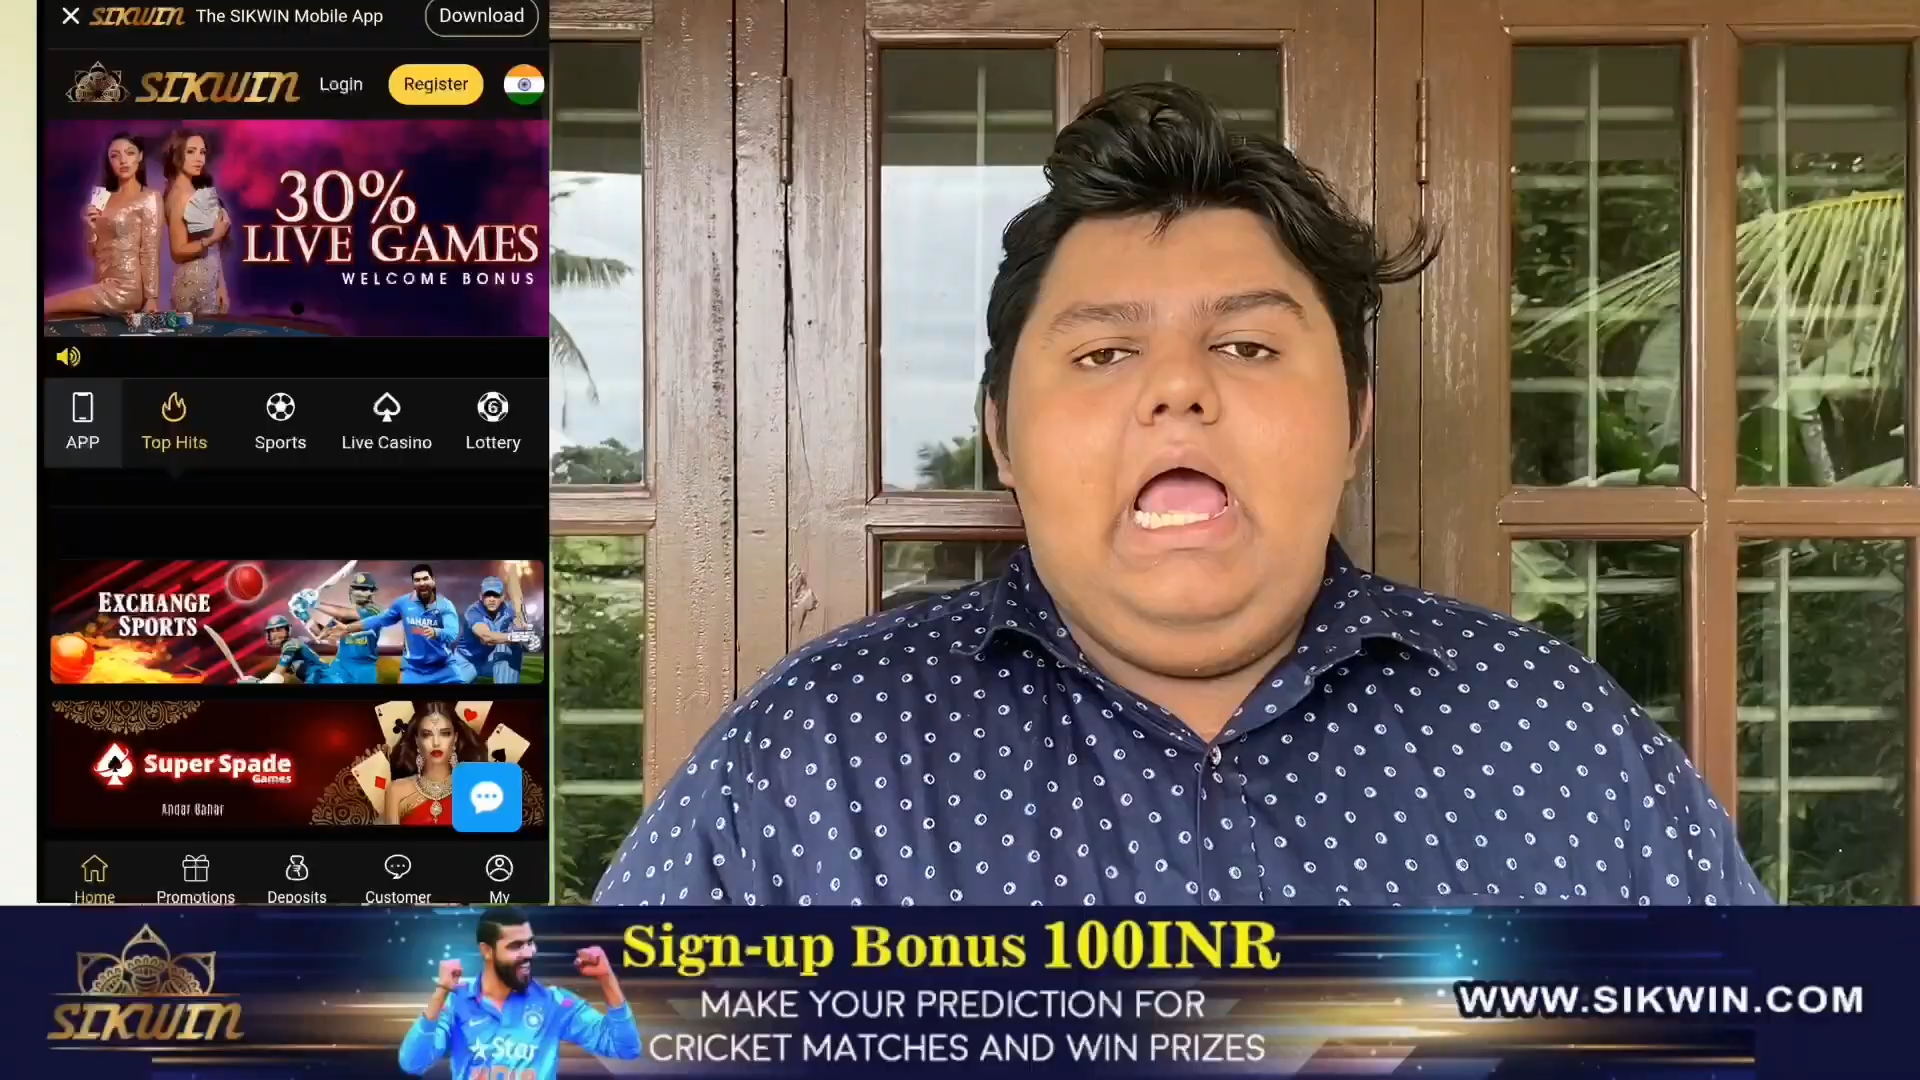 SIKWIN The SIKWIN Mobile App Download
SIKWIN Login Register
30%
LIVE GAMES
WELCOME BONUS
APP Top Hits Sports Live Casino Lottery
EXCHANGE
SPORTS
SAHARA
Super Spade
Games
Andar Bahar
Home Promotions Deposits Customer My
Sign-up Bonus 100INR
MAKE YOUR PREDICTION FOR
CRICKET MATCHES AND WIN PRIZES
SIKWIN
Star
WWW.SIKWIN.COM